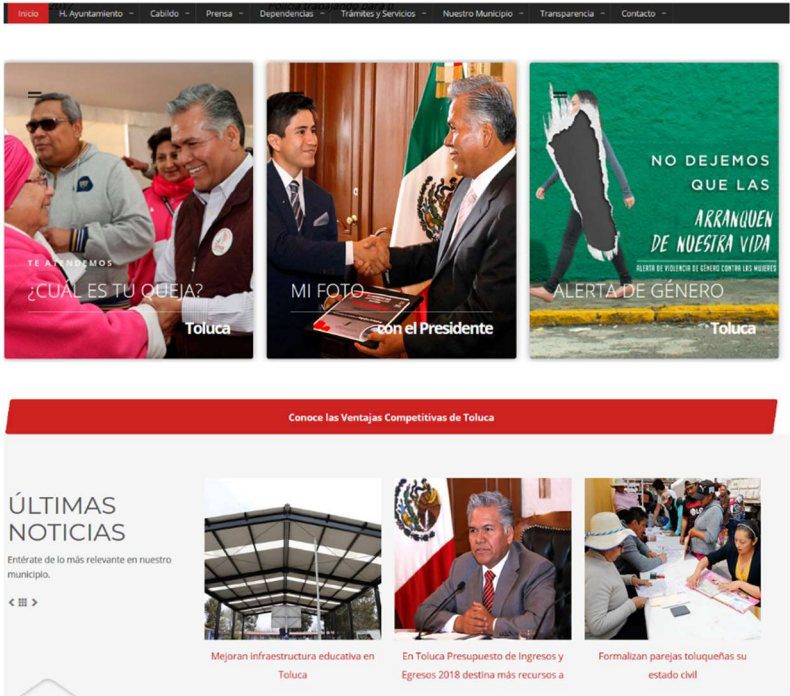 Inicio H. Ayuntamiento Cabildo Prensa Dependencias Trámites y Servicios Nuestro Municipio Transparencia Contacto
TE ATENDEMOS
¿CUÁL ES TU QUEJA?
Toluca
MI FOTO
con el Presidente
NO DEJEMOS
QUE LAS
ARRANQUEN
DE NUESTRA VIDA
ALERTA DE VIOLENCIA DE GÉNERO CONTRA LAS MUJERES
ALERTA DE GÉNERO
Toluca
Conoce las Ventajas Competitivas de Toluca
ÚLTIMAS
NOTICIAS
Entérate de lo más relevante en nuestro
municipio.
Mejoran infraestructura educativa en
Toluca
En Toluca Presupuesto de Ingresos y
Egresos 2018 destina más recursos a
Formalizan parejas toluqueñas su
estado civil